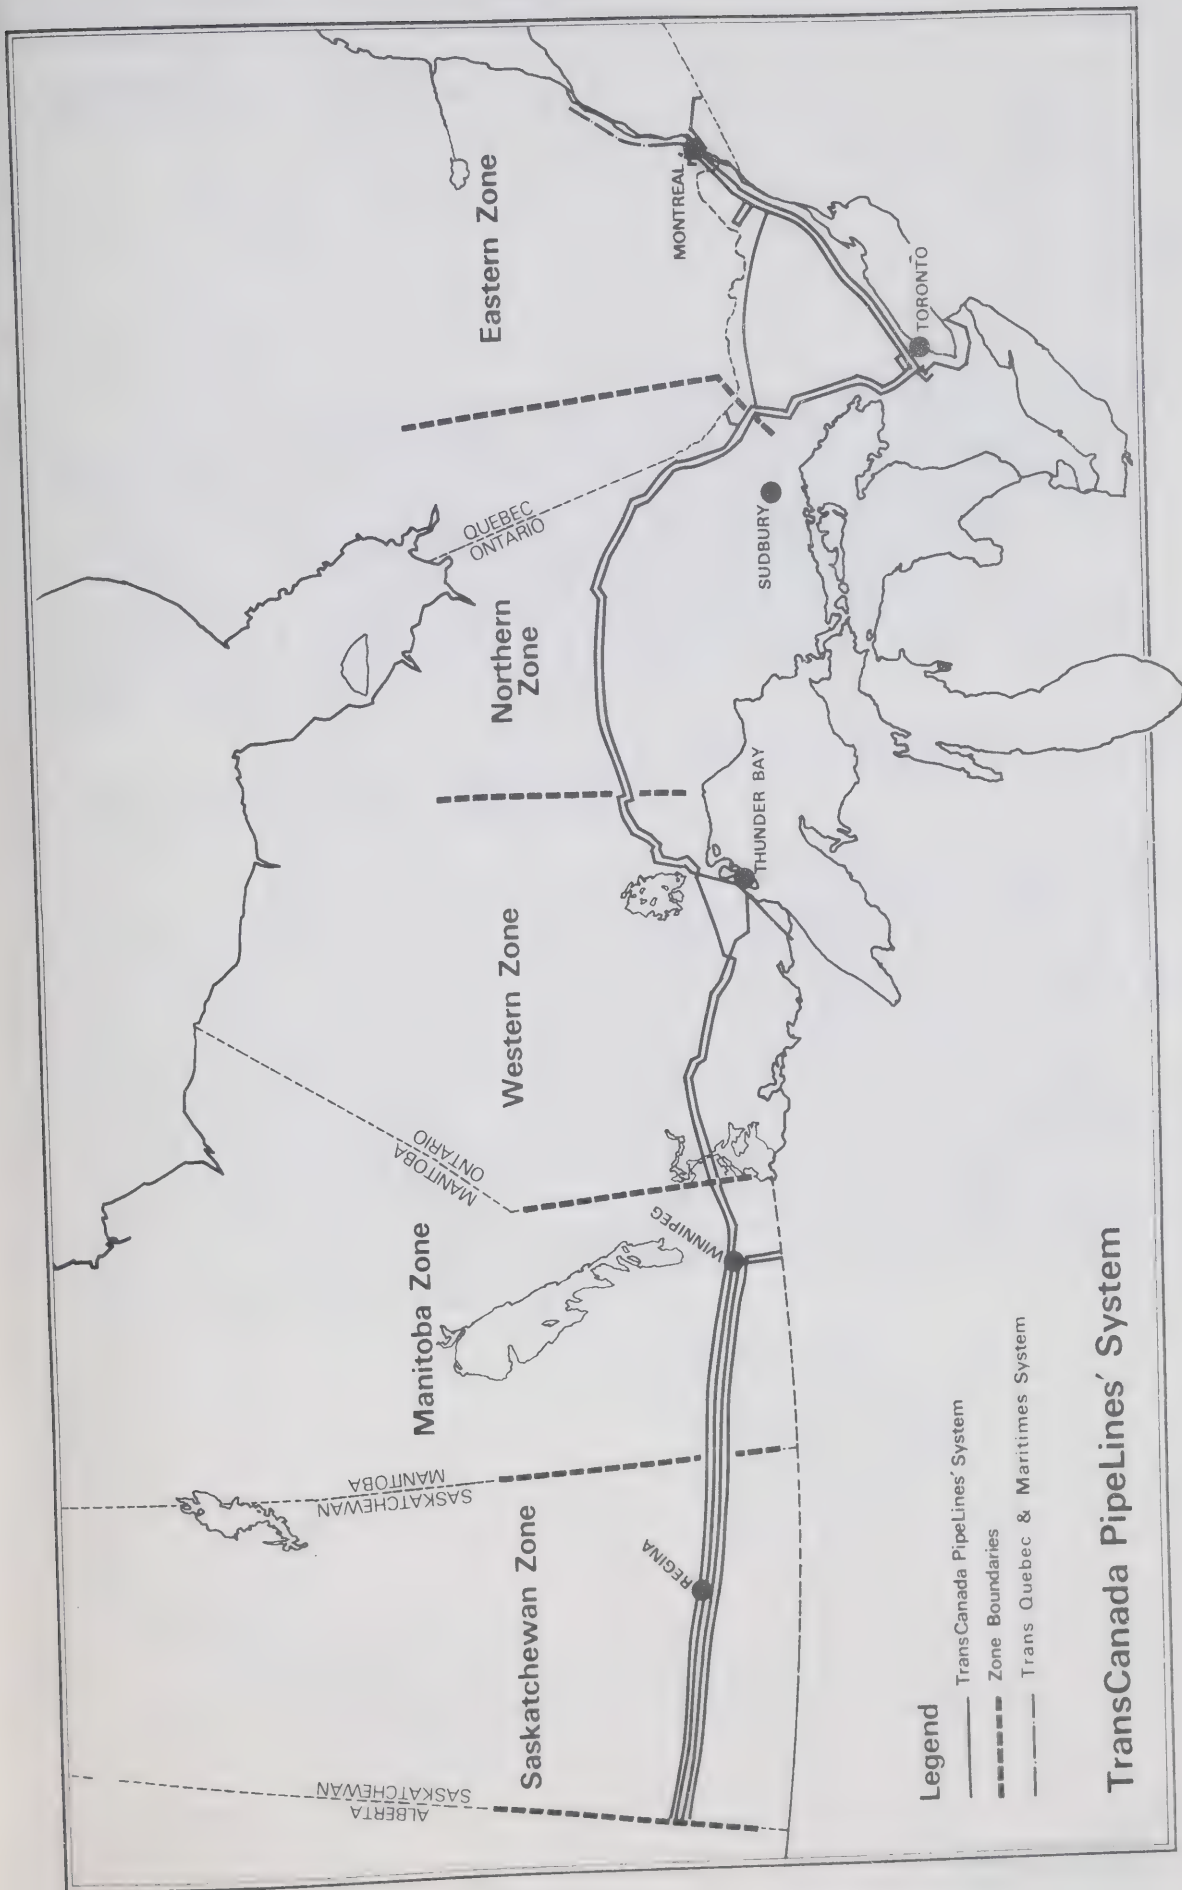 Saskatchewan Zone
Manitoba Zone
Western Zone
Northern
Zone
Eastern Zone
ALBERTA
SASKATCHEWAN
SASKATCHEWAN
MANITOBA
MANITOBA
ONTARIO
QUEBEC
ONTARIO
REGINA
WINNIPEG
THUNDER BAY
SUDBURY
MONTREAL
TORONTO
Legend
TransCanada PipeLines' System
Zone Boundaries
Trans Quebec & Maritimes System
TransCanada PipeLines' System